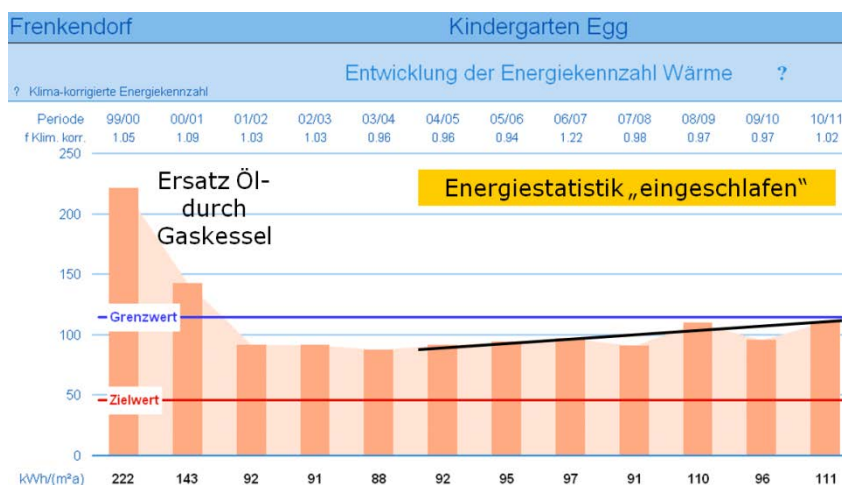 Frenkendorf Kindergarten Egg
Entwicklung der Energiekennzahl Wärme ?
? Klima-korrigierte Energiekennzahl
Periode 99/00 00/01 01/02 02/03 03/04 04/05 05/06 06/07 07/08 08/09 09/10 10/11
f Klim. korr. 1.05 1.09 1.03 1.03 0.96 0.96 0.94 1.22 0.98 0.97 0.97 1.02
250
Ersatz Öl-
durch
Gaskessel
Energiestatistik „eingeschlafen“
200
150
Grenzwert
100
50
Zielwert
0
kWh/(m²a) 222 143 92 91 88 92 95 97 91 110 96 111